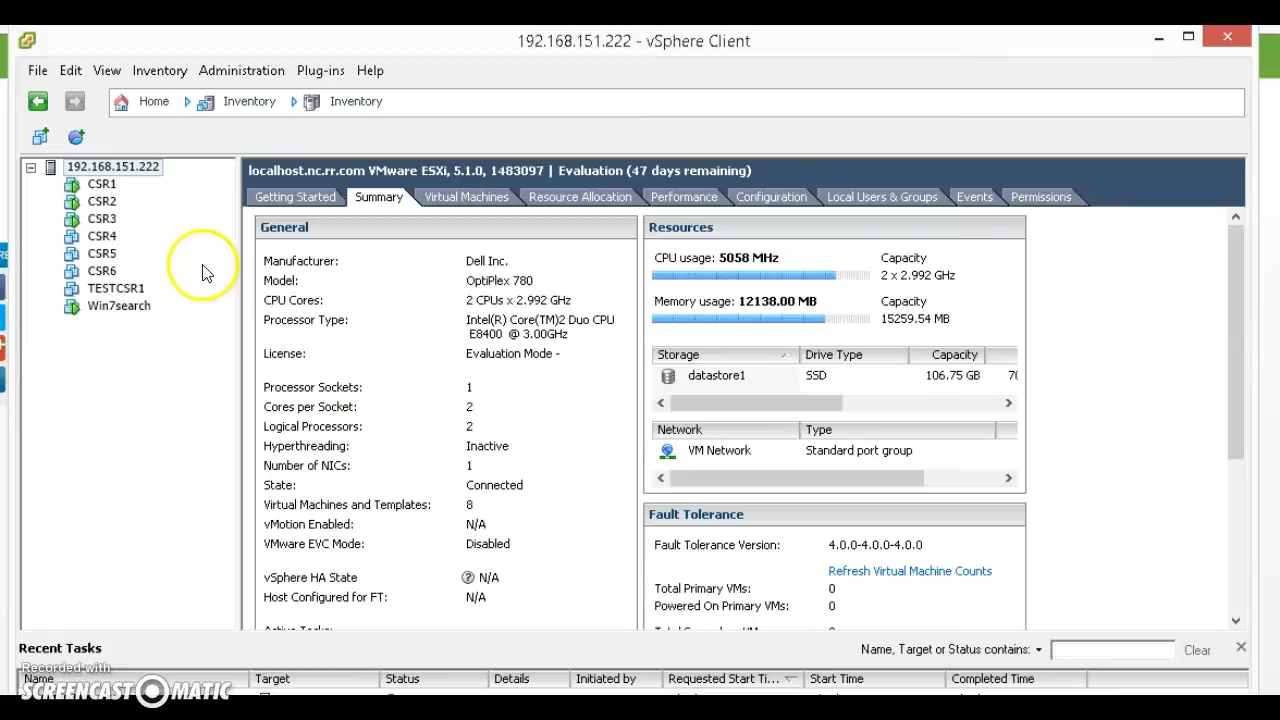 192.168.151.222 - vSphere Client
File Edit View Inventory Administration Plug-ins Help
Home Inventory Inventory
192.168.151.222
CSR1
CSR2
CSR3
CSR4
CSR5
CSR6
TESTCSR1
Win7search
localhost.nc.rr.com VMware ESXi, 5.1.0, 1483097 | Evaluation (47 days remaining)
Getting Started Summary Virtual Machines Resource Allocation Performance Configuration Local Users & Groups Events Permissions
General
Manufacturer: Dell Inc.
Model: OptiPlex 780
CPU Cores: 2 CPUs x 2.992 GHz
Processor Type: Intel(R) Core(TM)2 Duo CPU
E8400 @ 3.00GHz
License: Evaluation Mode -
Processor Sockets: 1
Cores per Socket: 2
Logical Processors: 2
Hyperthreading: Inactive
Number of NICs: 1
State: Connected
Virtual Machines and Templates: 8
vMotion Enabled: N/A
VMware EVC Mode: Disabled
vSphere HA State N/A
Host Configured for FT: N/A
Resources
CPU usage: 5058 MHz Capacity
2 x 2.992 GHz
Memory usage: 12138.00 MB Capacity
15259.54 MB
Storage Drive Type Capacity
datastore1 SSD 106.75 GB
Network Type
VM Network Standard port group
Fault Tolerance
Fault Tolerance Version: 4.0.0-4.0.0-4.0.0
Refresh Virtual Machine Counts
Total Primary VMs: 0
Powered On Primary VMs: 0
Recent Tasks Name, Target or Status contains: Clear
Name Target Status Details Initiated by Requested Start Ti... Start Time Completed Time
Recorded with
SCREENCAST-O-MATIC